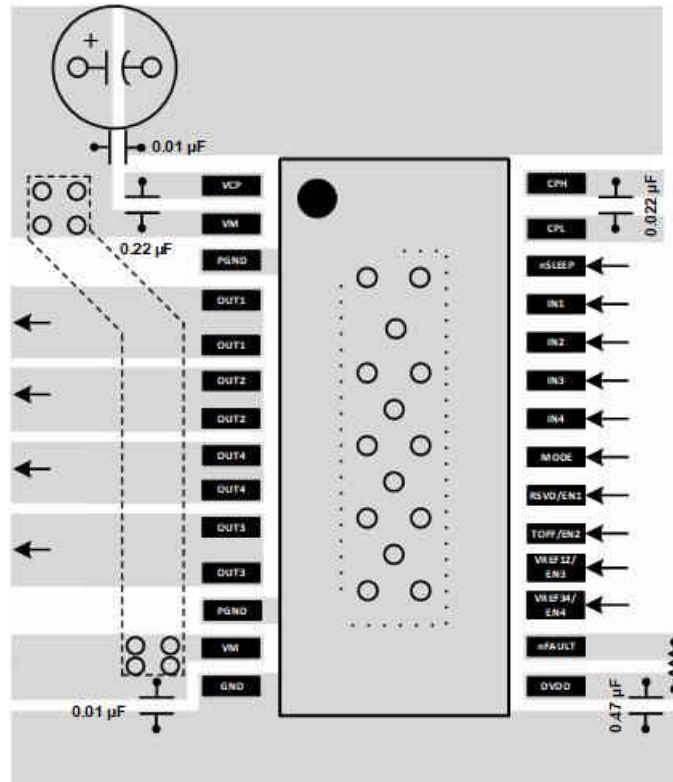 +
0.01 µF
VCP
CPH
0.022 µF
VM
0.22 µF
CPL
PGND
nSLEEP
OUT1
IN1
OUT1
IN2
OUT2
IN3
OUT2
IN4
OUT4
MODE
OUT4
RSVD/EN1
OUT3
TOFF/EN2
OUT3
VREF12/
EN3
PGND
VREF34/
EN4
VM
nFAULT
GND
DVDD
0.01 µF
0.47 µF